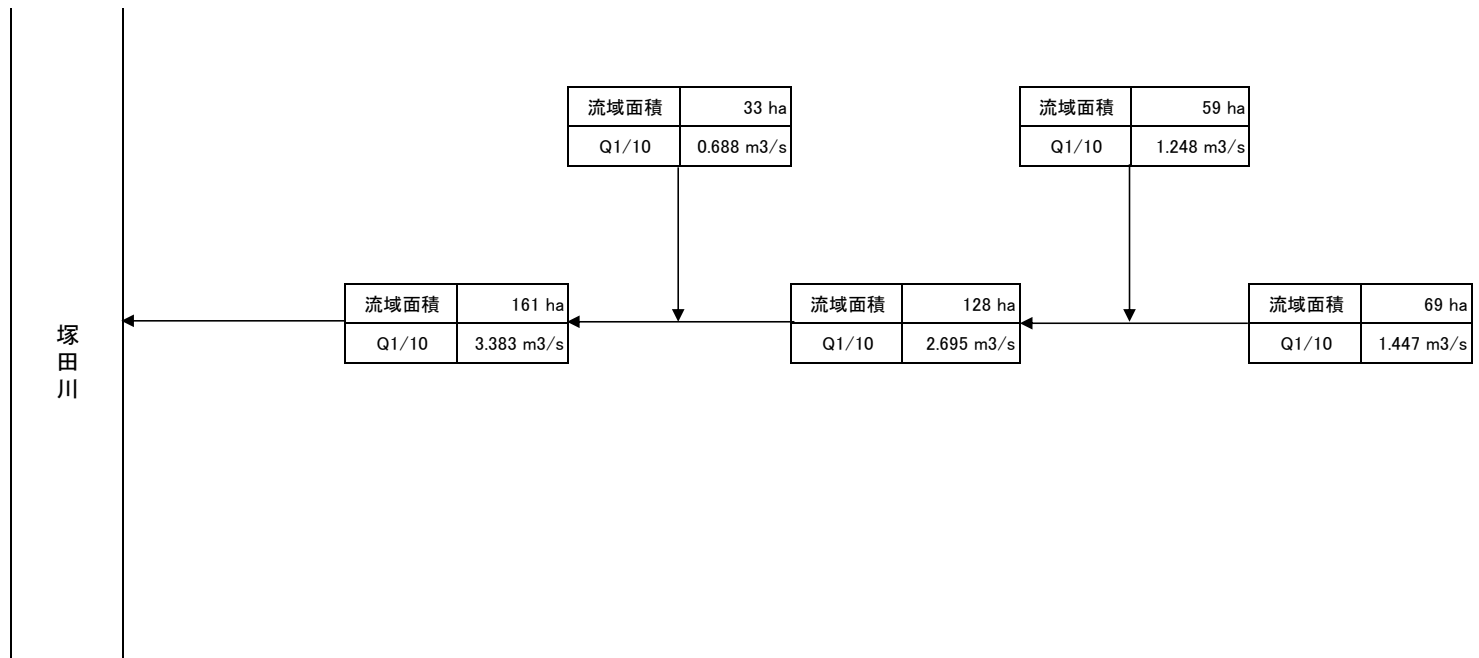 流域面積 33 ha
Q1/10 0.688 m3/s
流域面積 59 ha
Q1/10 1.248 m3/s
流域面積 161 ha
Q1/10 3.383 m3/s
流域面積 128 ha
Q1/10 2.695 m3/s
流域面積 69 ha
Q1/10 1.447 m3/s
塚田川